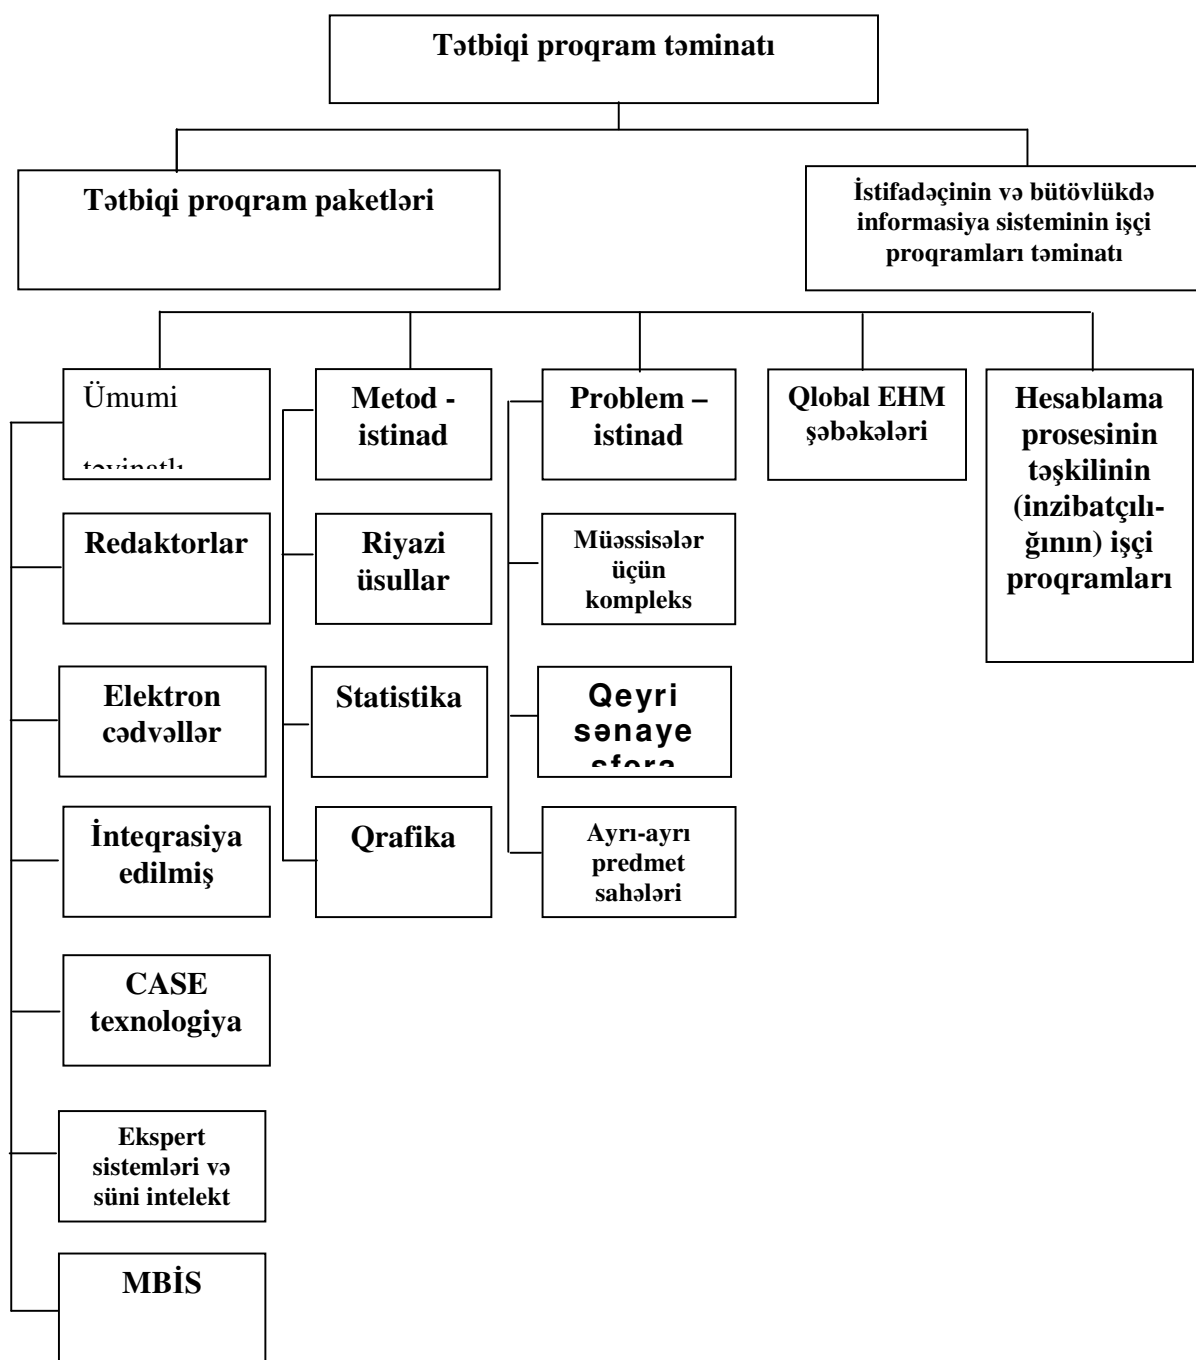 Tətbiqi proqram təminatı
Tətbiqi proqram paketləri
İstifadəçinin və bütövlükdə
informasiya sisteminin işçi
proqramları təminatı
Ümumi
Metod -
istinad
Problem –
istinad
Qlobal EHM
şəbəkələri
Hesablama
prosesinin
təşkilinin
(inzibatçılı-
ğının) işçi
proqramları
Redaktorlar
Riyazi
üsullar
Müəssisələr
üçün
kompleks
Elektron
cədvəllər
Statistika
Qeyri
sənaye
sfera
İnteqrasiya
edilmiş
Qrafika
Ayrı-ayrı
predmet
sahələri
CASE
texnologiya
Ekspert
sistemləri və
süni intelekt
MBİS